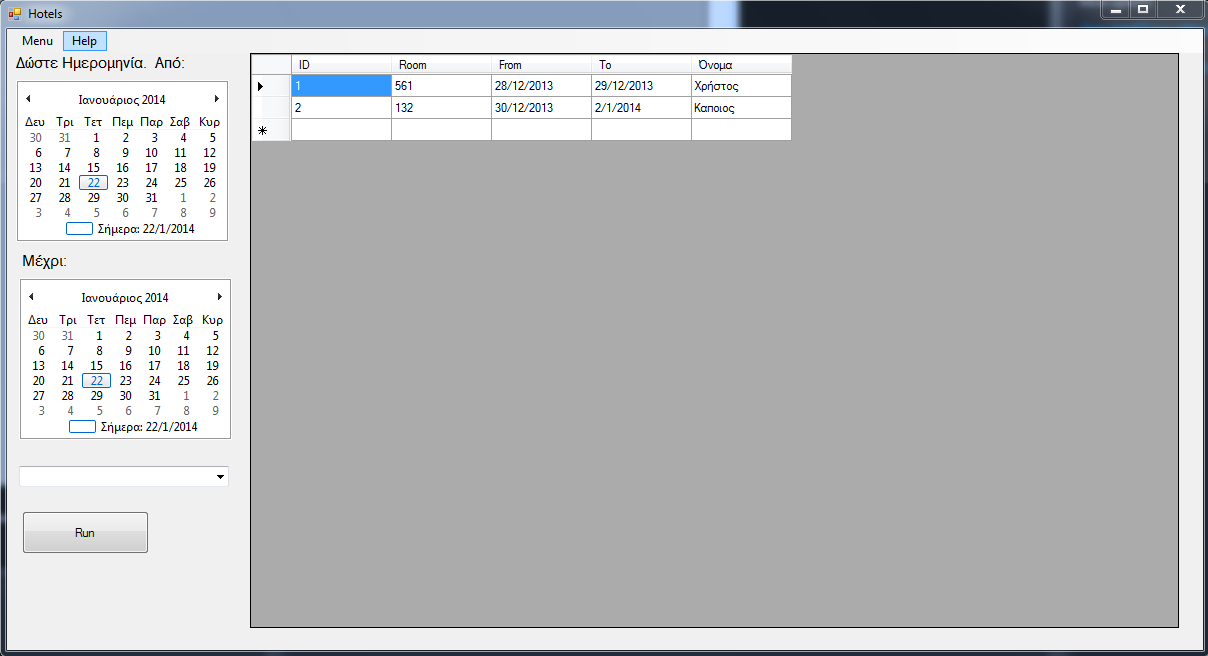 Hotels
Menu Help
Δώστε Ημερομηνία. Από:
Ιανουάριος 2014
Δευ Τρι Τετ Πεμ Παρ Σαβ Κυρ
30 31 1 2 3 4 5
6 7 8 9 10 11 12
13 14 15 16 17 18 19
20 21 22 23 24 25 26
27 28 29 30 31 1 2
3 4 5 6 7 8 9
Σήμερα: 22/1/2014
Μέχρι:
Ιανουάριος 2014
Δευ Τρι Τετ Πεμ Παρ Σαβ Κυρ
30 31 1 2 3 4 5
6 7 8 9 10 11 12
13 14 15 16 17 18 19
20 21 22 23 24 25 26
27 28 29 30 31 1 2
3 4 5 6 7 8 9
Σήμερα: 22/1/2014
Run
ID Room From To Όνομα
1 561 28/12/2013 29/12/2013 Χρήστος
2 132 30/12/2013 2/1/2014 Καποιος